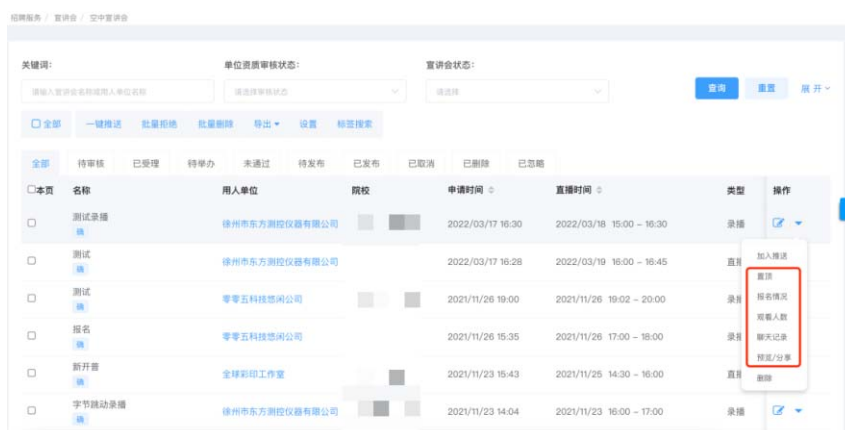 招聘服务 / 宣讲会 / 空中宣讲会
关键词: 单位资质审核状态: 宣讲会状态:
请输入宣讲会名称或用人单位名称 请选择审核状态 请选择 查询 重置 展开
全部 一键推送 批量拒绝 批量删除 导出 设置 标签搜索
全部 待审核 已受理 待举办 未通过 待发布 已发布 已取消 已删除 已忽略
本页 名称 用人单位 院校 申请时间 直播时间 类型 操作
测试录播 徐州市东方测控仪器有限公司 2022/03/17 16:30 2022/03/18 15:00 - 16:30 录播
测试 徐州市东方测控仪器有限公司 2022/03/17 16:28 2022/03/19 16:00 - 16:45 直播
测试 零零五科技悠闲公司 2021/11/26 19:00 2021/11/26 19:02 - 20:00 录播
报名 零零五科技悠闲公司 2021/11/26 15:35 2021/11/26 17:00 - 18:00 录播
新开普 全球彩印工作室 2021/11/23 15:43 2021/11/25 14:30 - 16:00 直播
字节跳动录播 徐州市东方测控仪器有限公司 2021/11/23 14:04 2021/11/23 16:00 - 17:00 录播
加入推送
置顶
报名情况
观看人数
聊天记录
预览/分享
删除